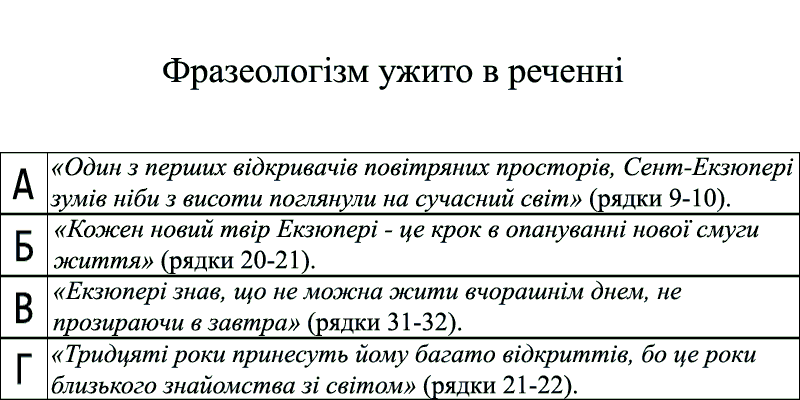 Фразеологізм ужито в реченні
А
«Один з перших відкривачів повітряних просторів, Сент-Екзюпері
зумів ніби з висоти поглянули на сучасний світ» (рядки 9-10).
Б
«Кожен новий твір Екзюпері - це крок в опануванні нової смуги
життя» (рядки 20-21).
В
«Екзюпері знав, що не можна жити вчорашнім днем, не
прозираючи в завтра» (рядки 31-32).
Г
«Тридцяті роки принесуть йому багато відкриттів, бо це роки
близького знайомства зі світом» (рядки 21-22).